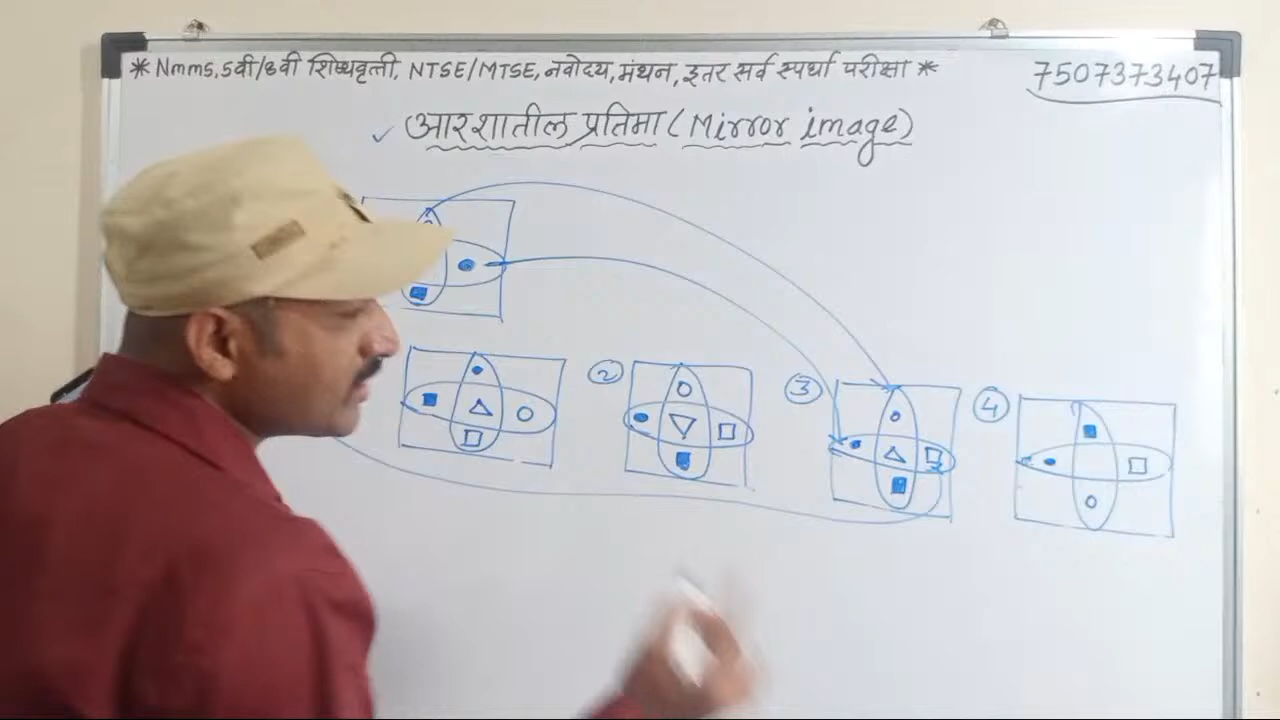 * Nmms, 5वी/8वी शिष्यवृत्ती, NTSE/MTSE, नवोदय, मंथन, इतर सर्व स्पर्धा परीक्षा *
7507373407
✓ आरशातील प्रतिमा (Mirror image)
② ③ ④